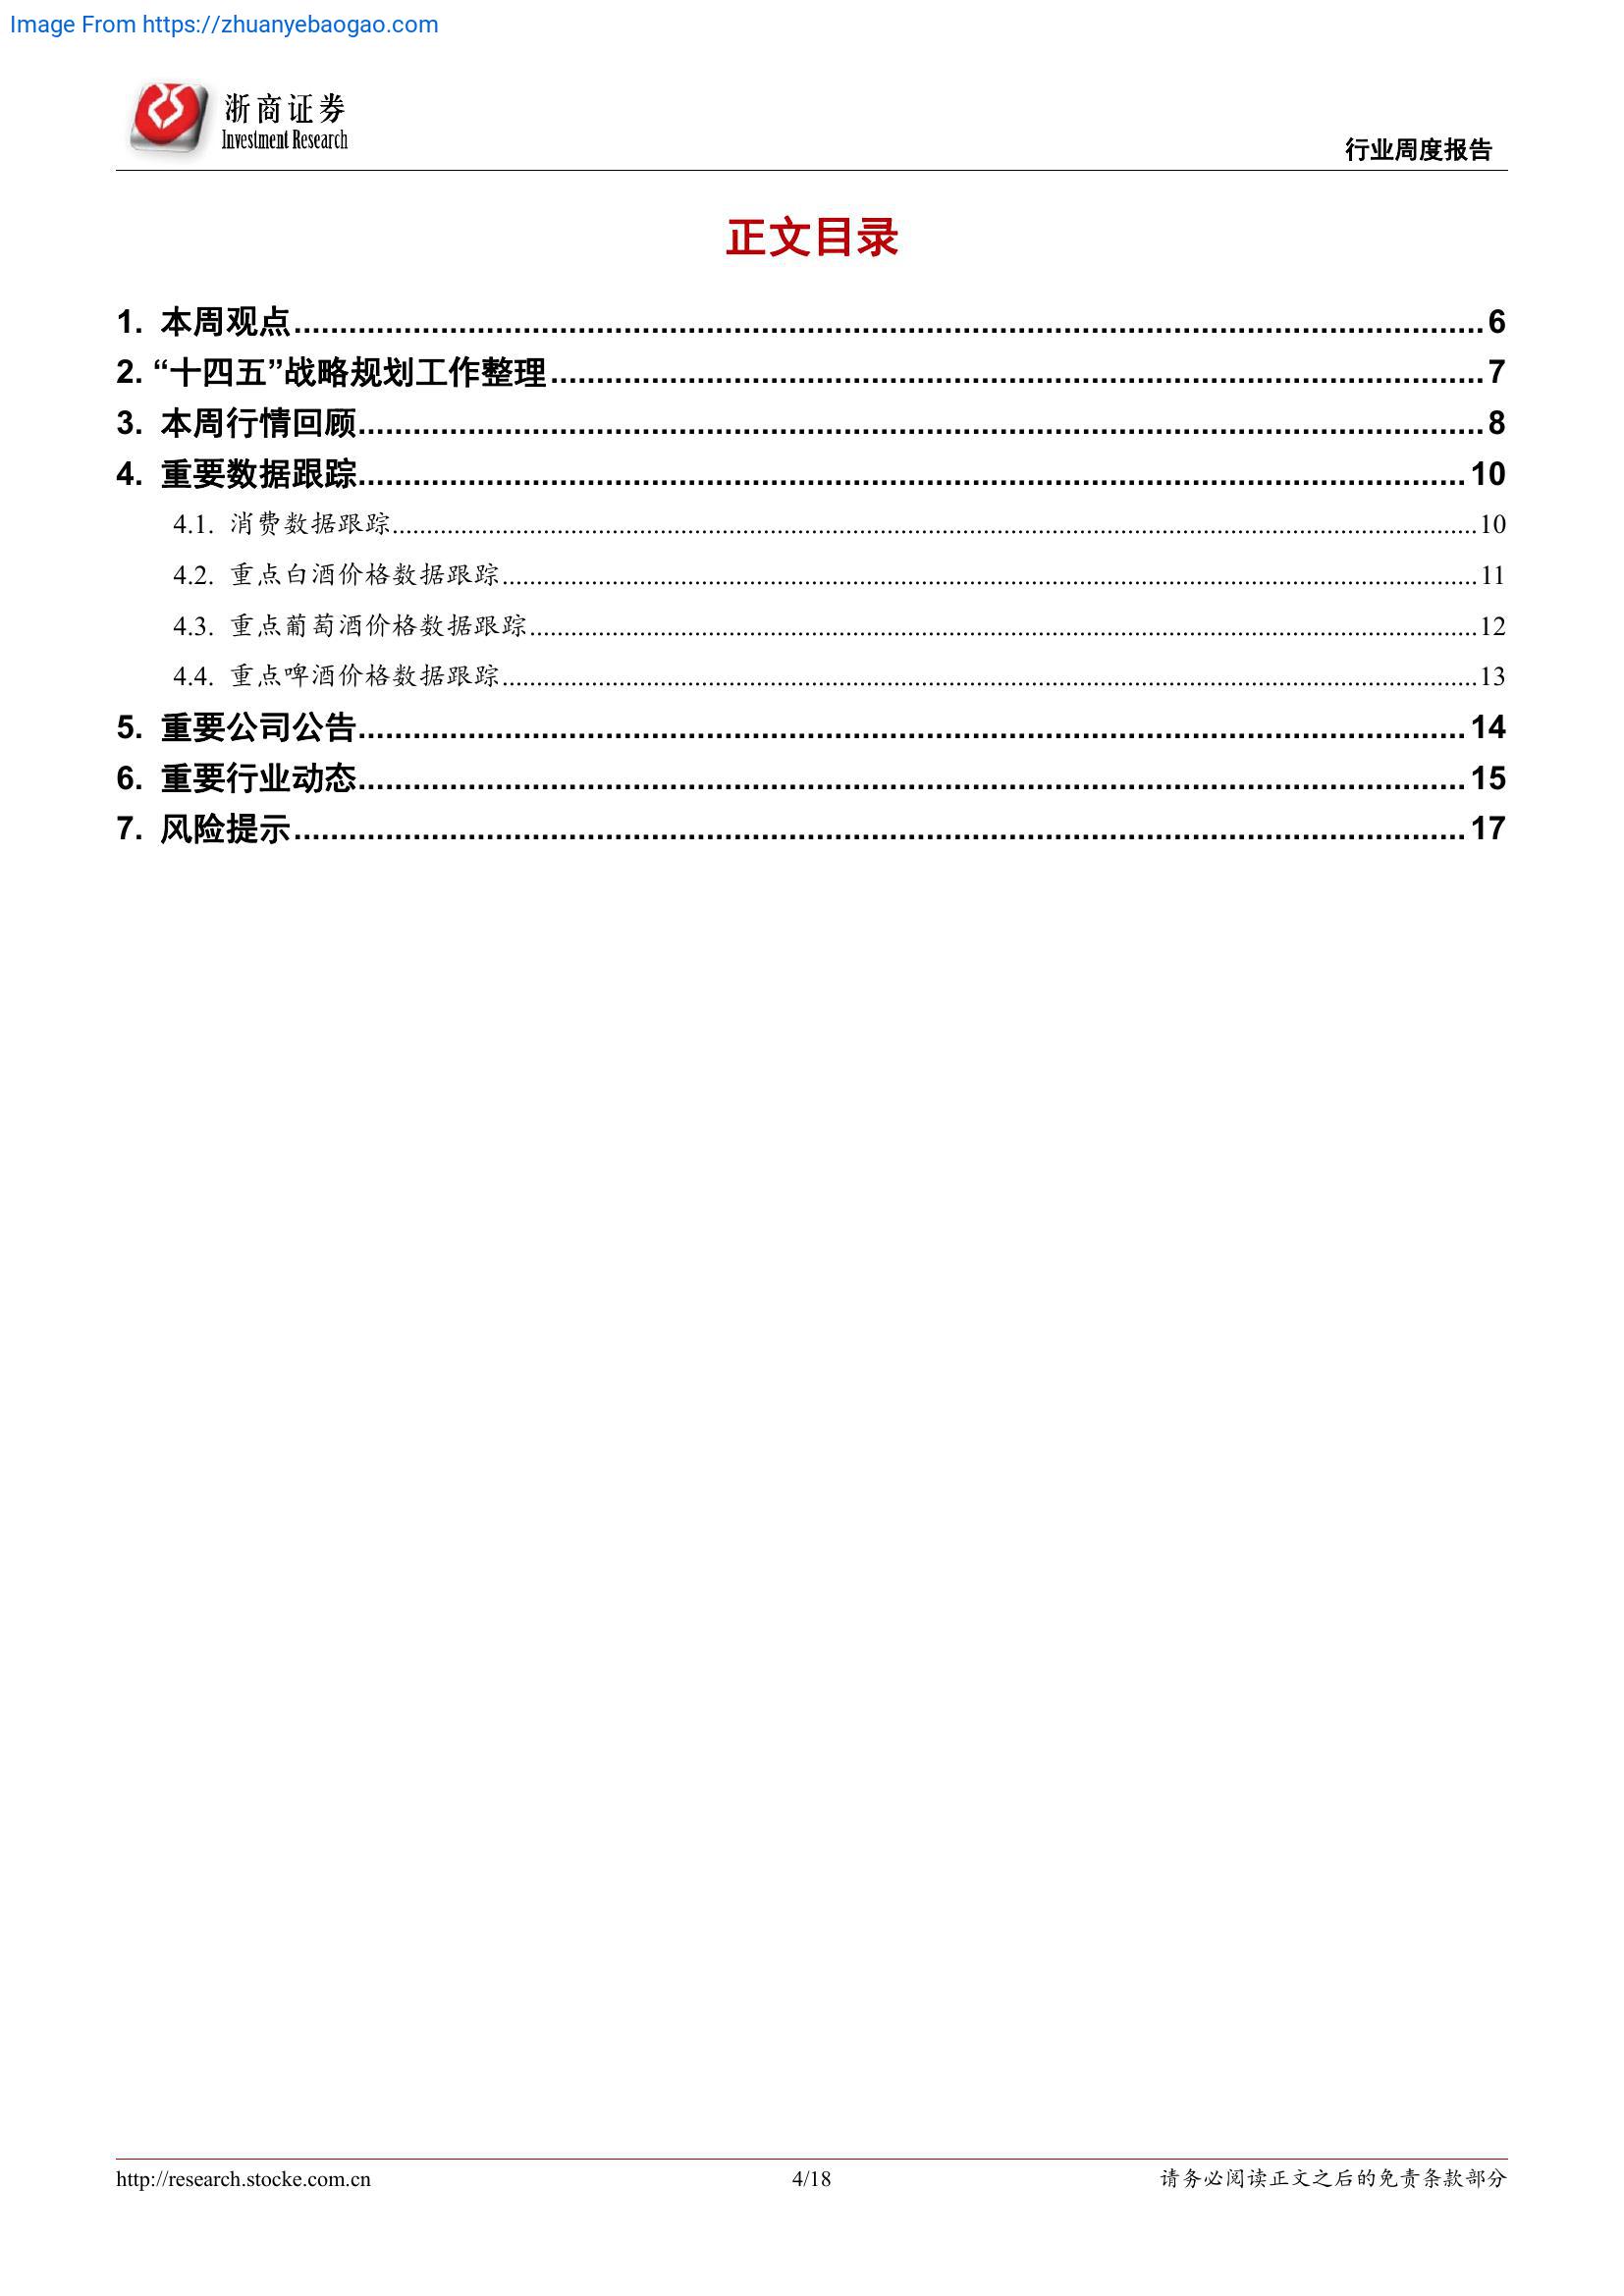 Image From https://zhuanyebaogao.com
浙商证券
Investment Research
行业周度报告
正文目录
1. 本周观点........................................6
2. “十四五”战略规划工作整理........................................7
3. 本周行情回顾........................................8
4. 重要数据跟踪........................................10
4.1. 消费数据跟踪........................................10
4.2. 重点白酒价格数据跟踪........................................11
4.3. 重点葡萄酒价格数据跟踪........................................12
4.4. 重点啤酒价格数据跟踪........................................13
5. 重要公司公告........................................14
6. 重要行业动态........................................15
7. 风险提示........................................17
http://research.stocke.com.cn 4/18 请务必阅读正文之后的免责条款部分